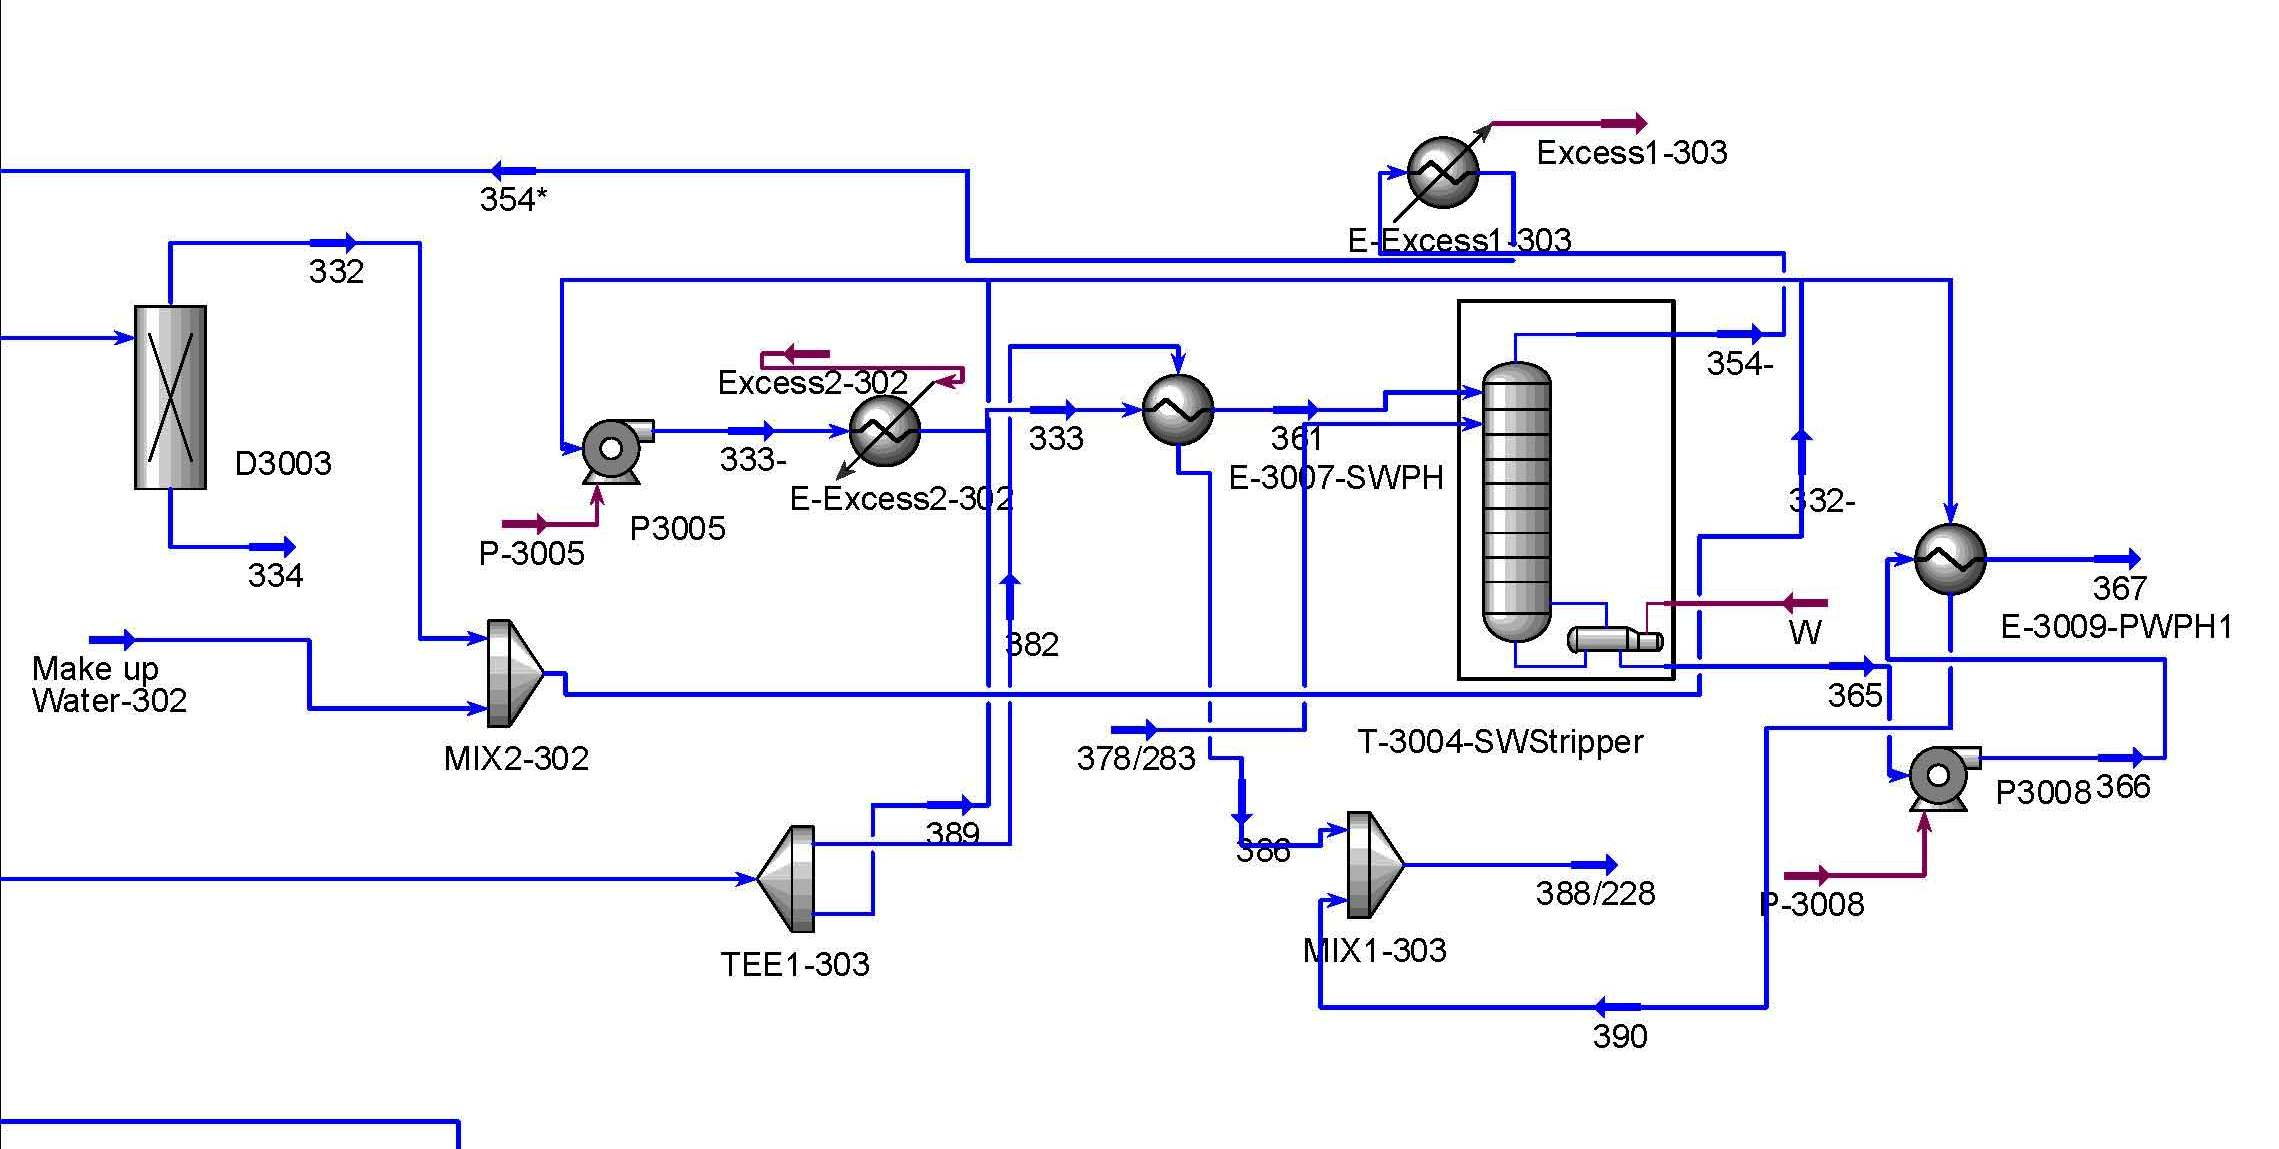 Excess1-303
354*
E-Excess1-303
332
354-
Excess2-302
333
361
333-
D3003
E-3007-SWPH
E-Excess2-302
332-
P3005
P-3005
334
367
E-3009-PWPH1
W
382
Make up
Water-302
365
T-3004-SWStripper
MIX2-302
378/283
P3008
366
389
386
388/228
P-3008
MIX1-303
TEE1-303
390